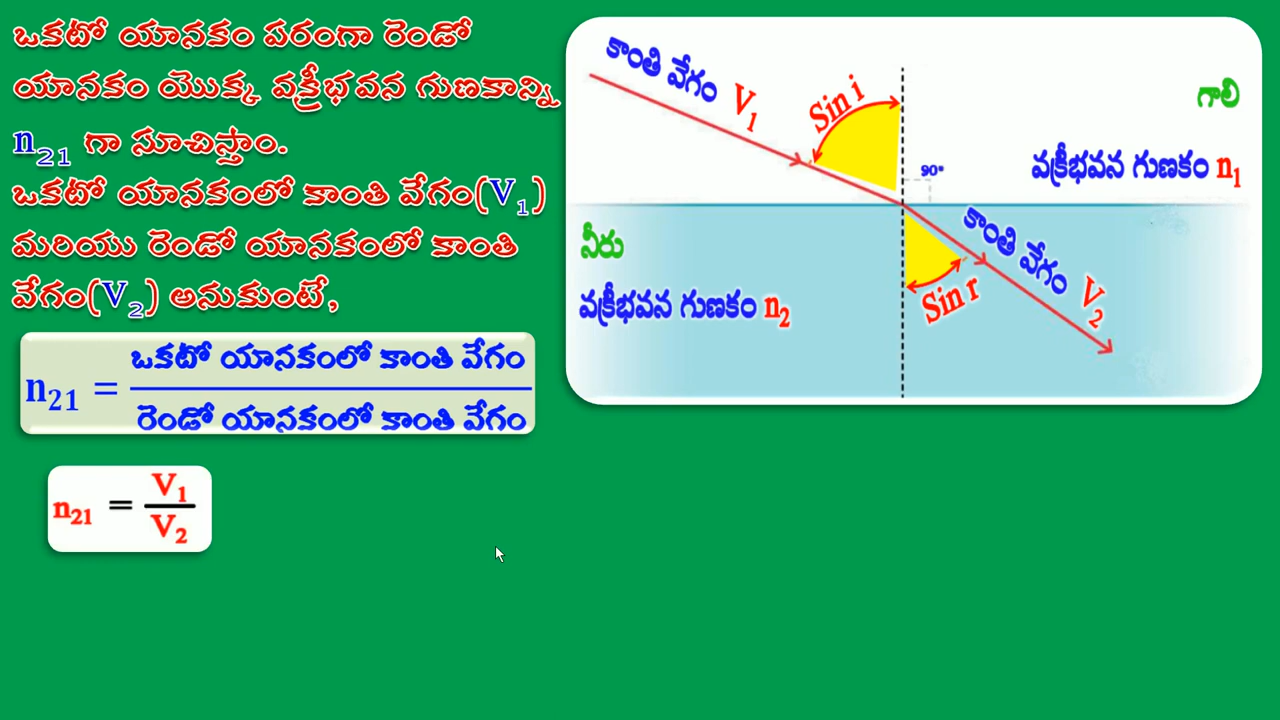 ఒకటో యానకం పరంగా రెండో
యానకం యొక్క వక్రీభవన గుణకాన్ని
n₂₁ గా సూచిస్తాం.
ఒకటో యానకంలో కాంతి వేగం(V₁)
మరియు రెండో యానకంలో కాంతి
వేగం(V₂) అనుకుంటే,
n₂₁ = ఒకటో యానకంలో కాంతి వేగం
రెండో యానకంలో కాంతి వేగం
n₂₁ = V₁
V₂
కాంతి వేగం V₁
Sin i
గాలి
వక్రీభవన గుణకం n₁
90°
నీరు
వక్రీభవన గుణకం n₂
కాంతి వేగం V₂
Sin r